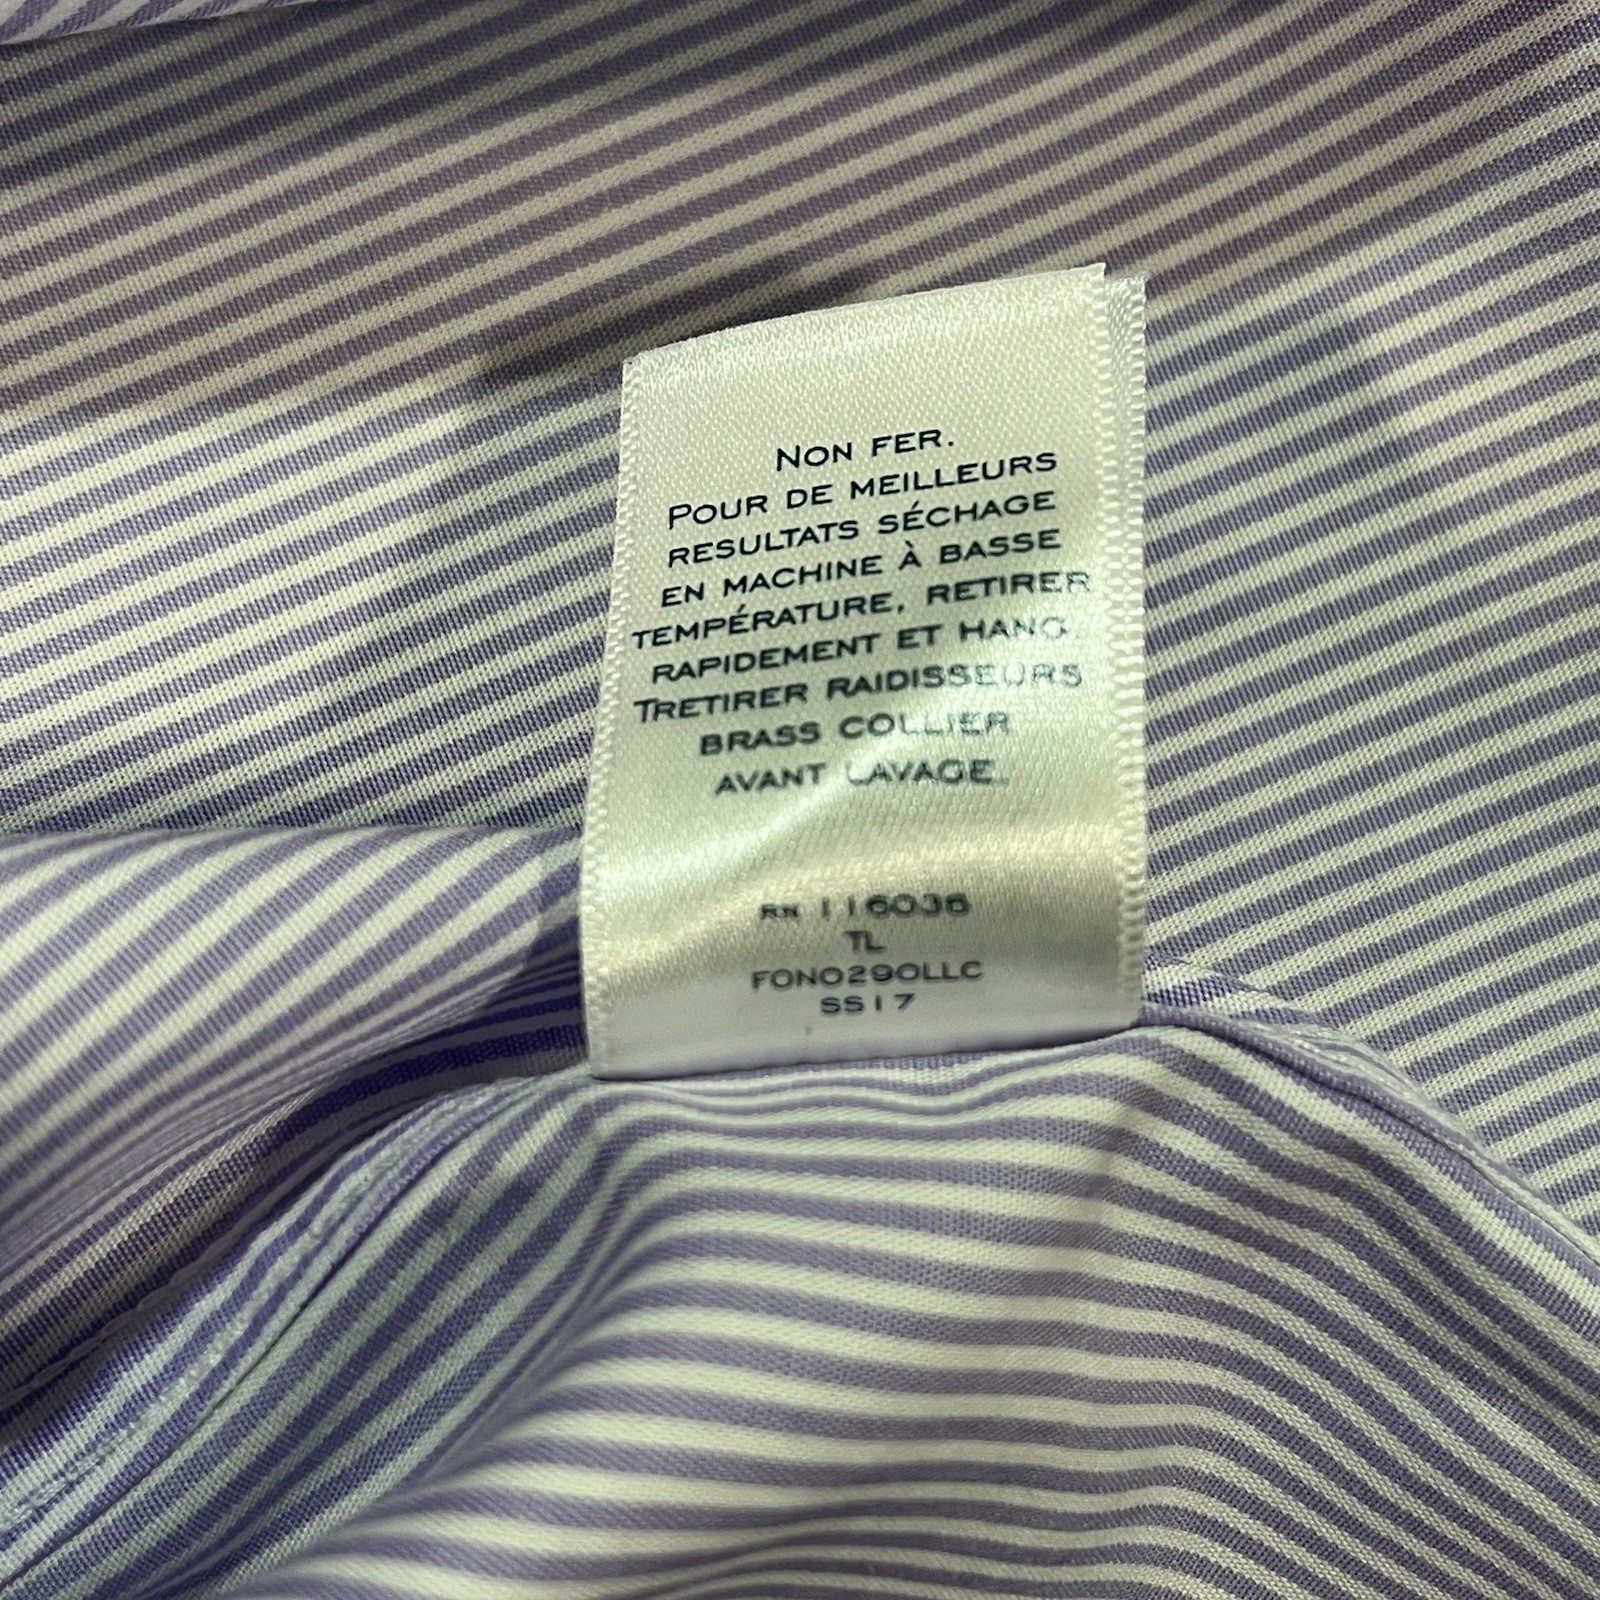 NON FER.
POUR DE MEILLEURS
RESULTATS SÉCHAGE
EN MACHINE À BASSE
TEMPÉRATURE, RETIRER
RAPIDEMENT ET HANG.
TRETIRER RAIDISSEURS
BRASS COLLIER
AVANT LAVAGE.
RN 116036
TL
FONO290LLC
SS17